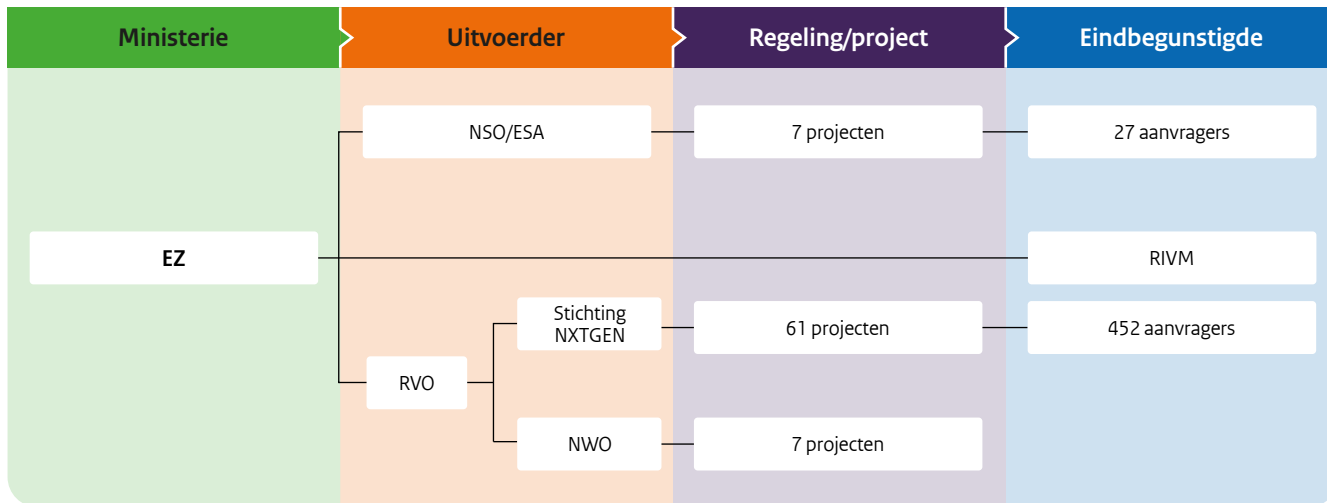 Ministerie
Uitvoerder
Regeling/project
Eindbegunstigde
NSO/ESA
7 projecten
27 aanvragers
EZ
RIVM
Stichting
NXTGEN
61 projecten
452 aanvragers
RVO
NWO
7 projecten